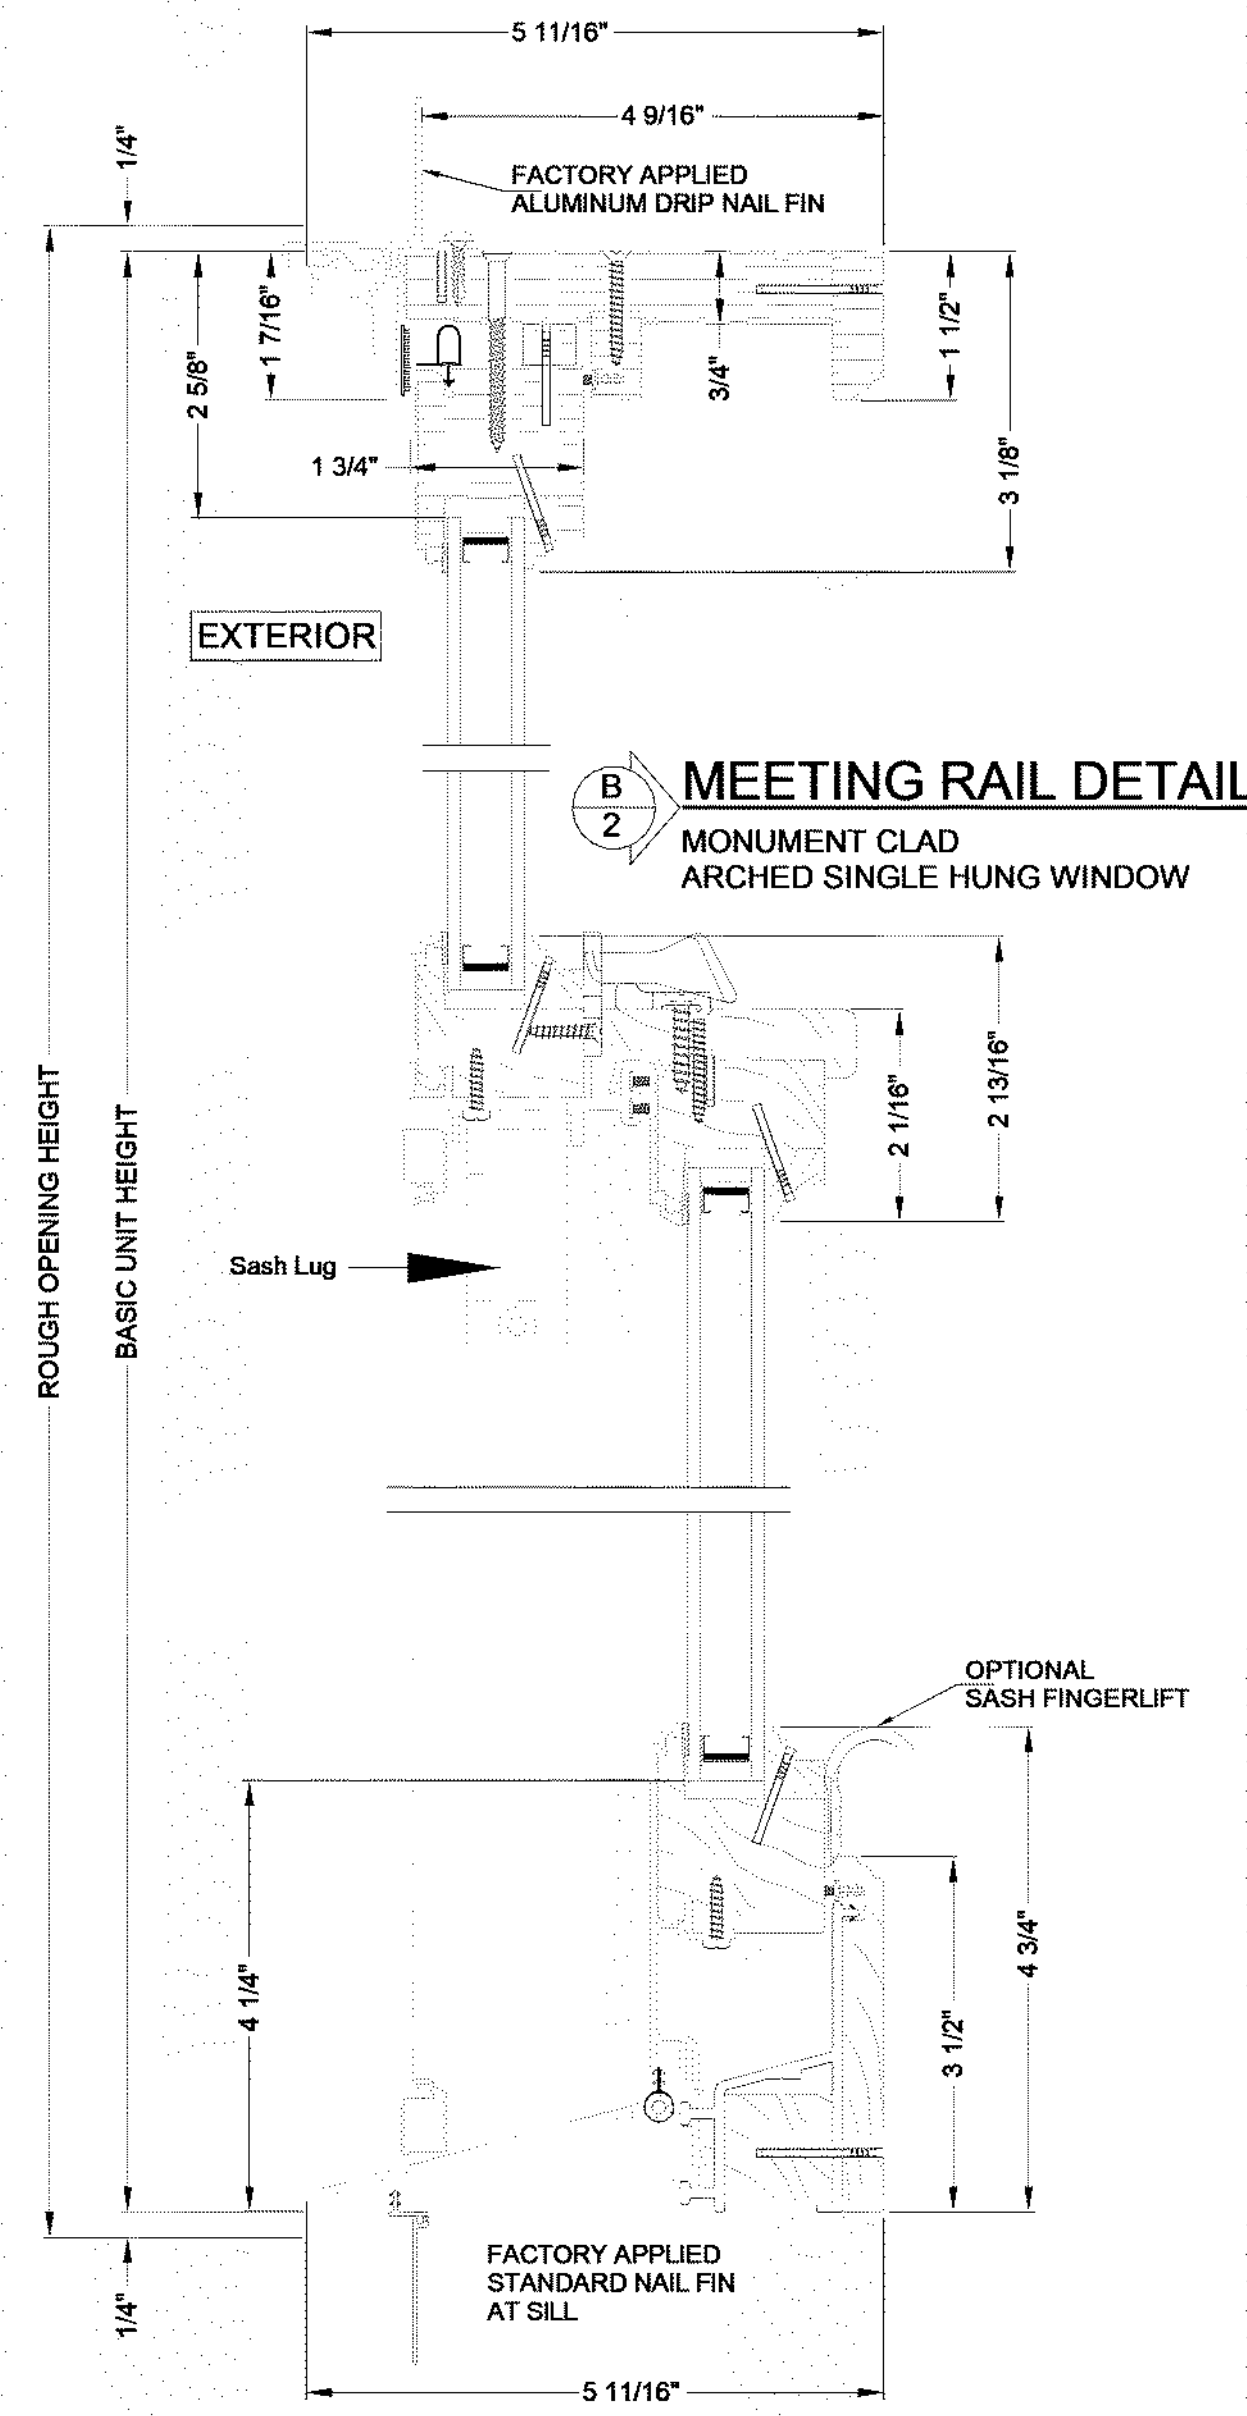 5 11/16"
4 9/16"
1/4"
FACTORY APPLIED
ALUMINUM DRIP NAIL FIN
2 5/8"
1 7/16"
3/4"
1 1/2"
3 1/8"
1 3/4"
EXTERIOR
B
2
MEETING RAIL DETAIL
MONUMENT CLAD
ARCHED SINGLE HUNG WINDOW
ROUGH OPENING HEIGHT
BASIC UNIT HEIGHT
2 1/16"
2 13/16"
Sash Lug
OPTIONAL
SASH FINGERLIFT
4 1/4"
3 1/2"
4 3/4"
1/4"
FACTORY APPLIED
STANDARD NAIL FIN
AT SILL
5 11/16"